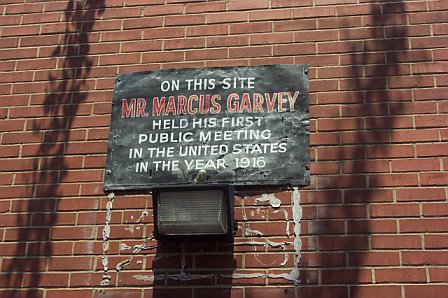 ON THIS SITE
MR. MARCUS GARVEY
HELD HIS FIRST
PUBLIC MEETING
IN THE UNITED STATES
IN THE YEAR 1916